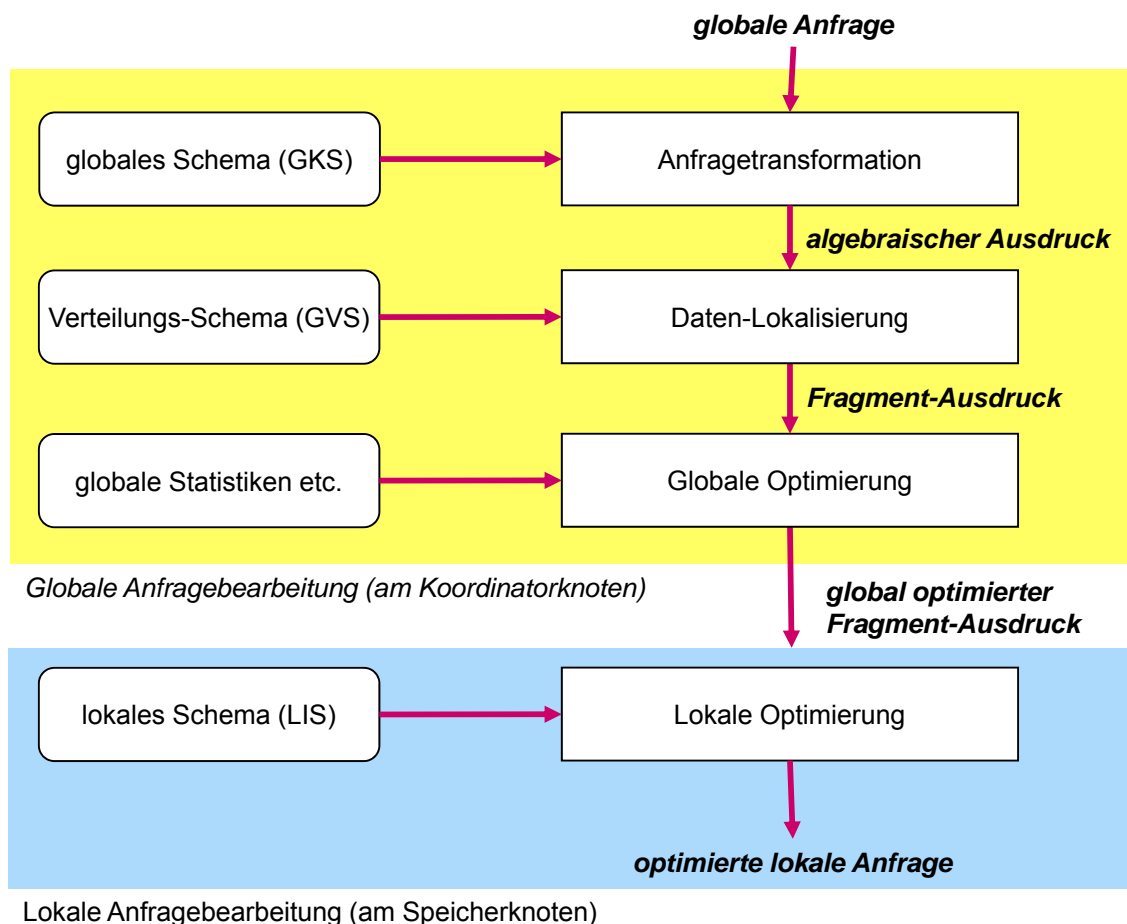 globale Anfrage
globales Schema (GKS)
Anfragetransformation
algebraischer Ausdruck
Verteilungs-Schema (GVS)
Daten-Lokalisierung
Fragment-Ausdruck
globale Statistiken etc.
Globale Optimierung
Globale Anfragebearbeitung (am Koordinatorknoten)
global optimierter
Fragment-Ausdruck
lokales Schema (LIS)
Lokale Optimierung
optimierte lokale Anfrage
Lokale Anfragebearbeitung (am Speicherknoten)